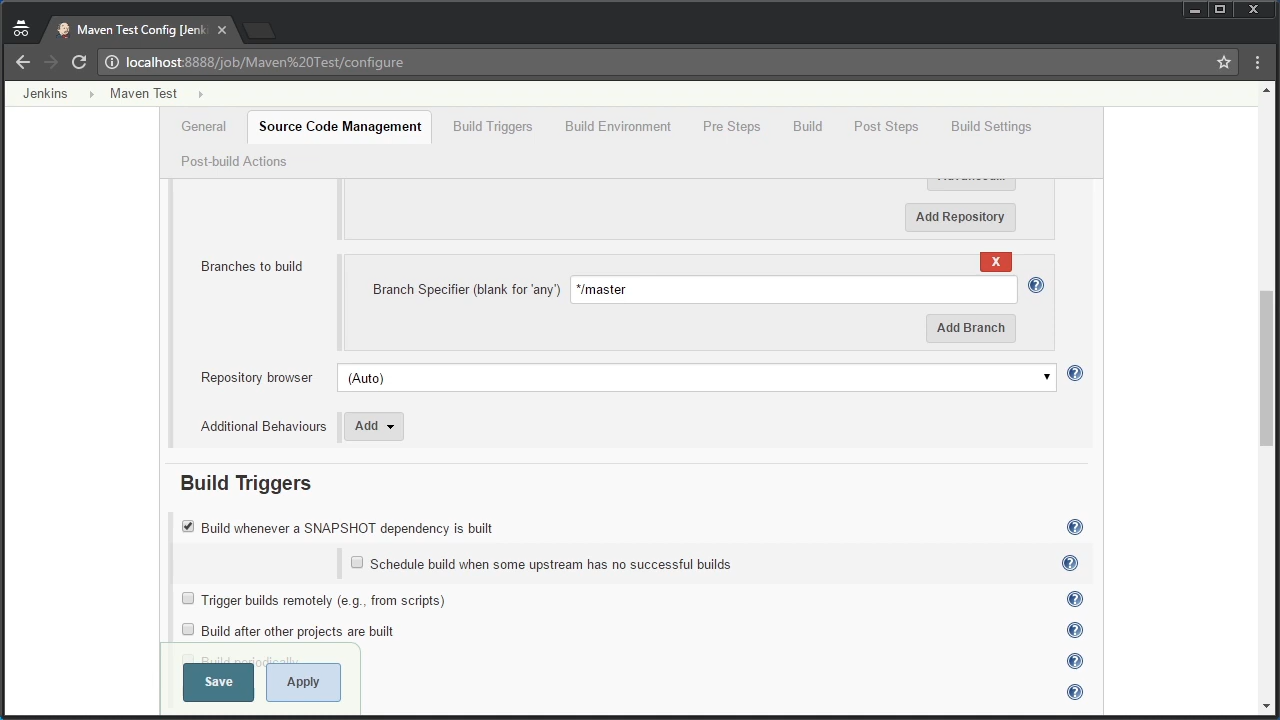 Maven Test Config [Jenk
localhost:8888/job/Maven%20Test/configure
Jenkins Maven Test
General Source Code Management Build Triggers Build Environment Pre Steps Build Post Steps Build Settings
Post-build Actions
Add Repository
Branches to build
X
Branch Specifier (blank for 'any') */master
Add Branch
Repository browser (Auto)
Additional Behaviours Add
Build Triggers
Build whenever a SNAPSHOT dependency is built
Schedule build when some upstream has no successful builds
Trigger builds remotely (e.g., from scripts)
Build after other projects are built
Build periodically
Save Apply